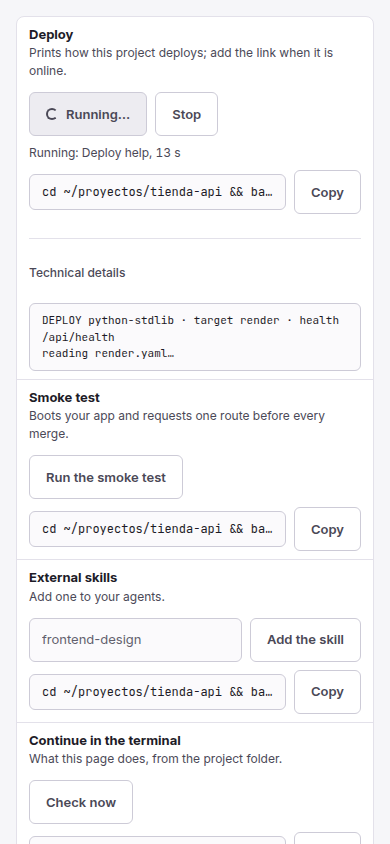 Deploy
Prints how this project deploys; add the link when it is
online.
Running...
Stop
Running: Deploy help, 13 s
cd ~/proyectos/tienda-api && ba…
Copy
Technical details
DEPLOY python-stdlib · target render · health
/api/health
reading render.yaml…
Smoke test
Boots your app and requests one route before every
merge.
Run the smoke test
cd ~/proyectos/tienda-api && ba…
Copy
External skills
Add one to your agents.
frontend-design
Add the skill
cd ~/proyectos/tienda-api && ba…
Copy
Continue in the terminal
What this page does, from the project folder.
Check now